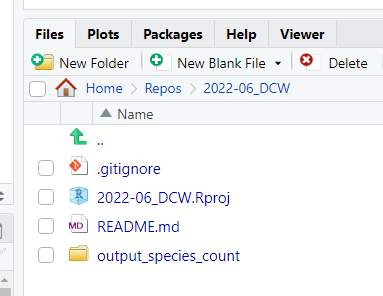 Files Plots Packages Help Viewer
New Folder New Blank File Delete
Home Repos 2022-06_DCW
Name
..
.gitignore
2022-06_DCW.Rproj
MD README.md
output_species_count